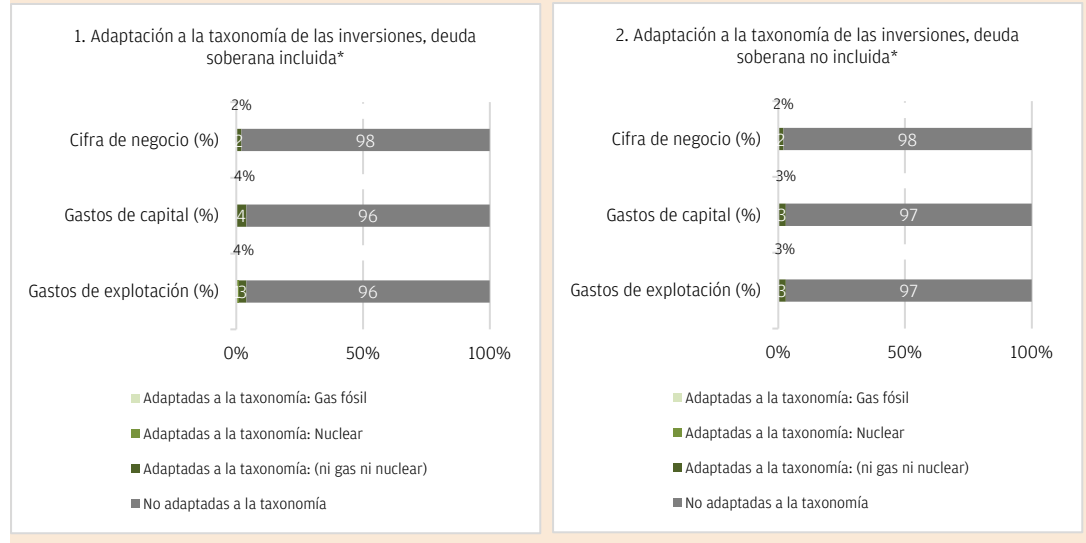 1. Adaptación a la taxonomía de las inversiones, deuda
soberana incluida*
2%
Cifra de negocio (%)
2
98
4%
Gastos de capital (%)
4
96
4%
Gastos de explotación (%)
3
96
0%
50%
100%
Adaptadas a la taxonomía: Gas fósil
Adaptadas a la taxonomía: Nuclear
Adaptadas a la taxonomía: (ni gas ni nuclear)
No adaptadas a la taxonomía
2. Adaptación a la taxonomía de las inversiones, deuda
soberana no incluida*
2%
Cifra de negocio (%)
2
98
3%
Gastos de capital (%)
3
97
3%
Gastos de explotación (%)
3
97
0%
50%
100%
Adaptadas a la taxonomía: Gas fósil
Adaptadas a la taxonomía: Nuclear
Adaptadas a la taxonomía: (ni gas ni nuclear)
No adaptadas a la taxonomía